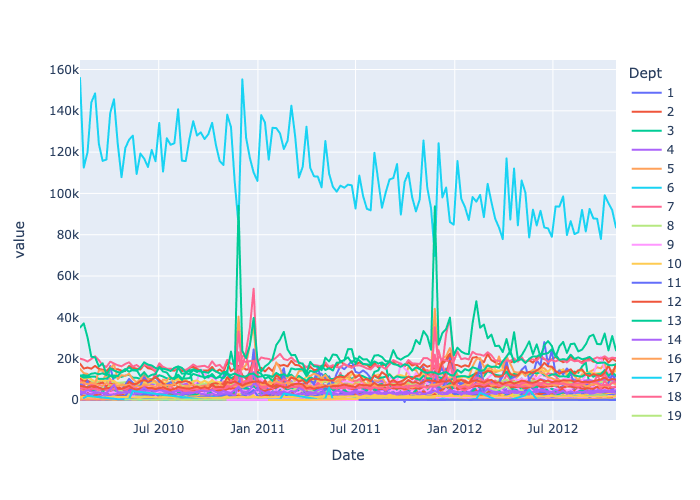 160k
140k
120k
100k
80k
60k
40k
20k
0
value
Jul 2010
Jan 2011
Jul 2011
Jan 2012
Jul 2012
Date
Dept
1
2
3
4
5
6
7
8
9
10
11
12
13
14
16
17
18
19